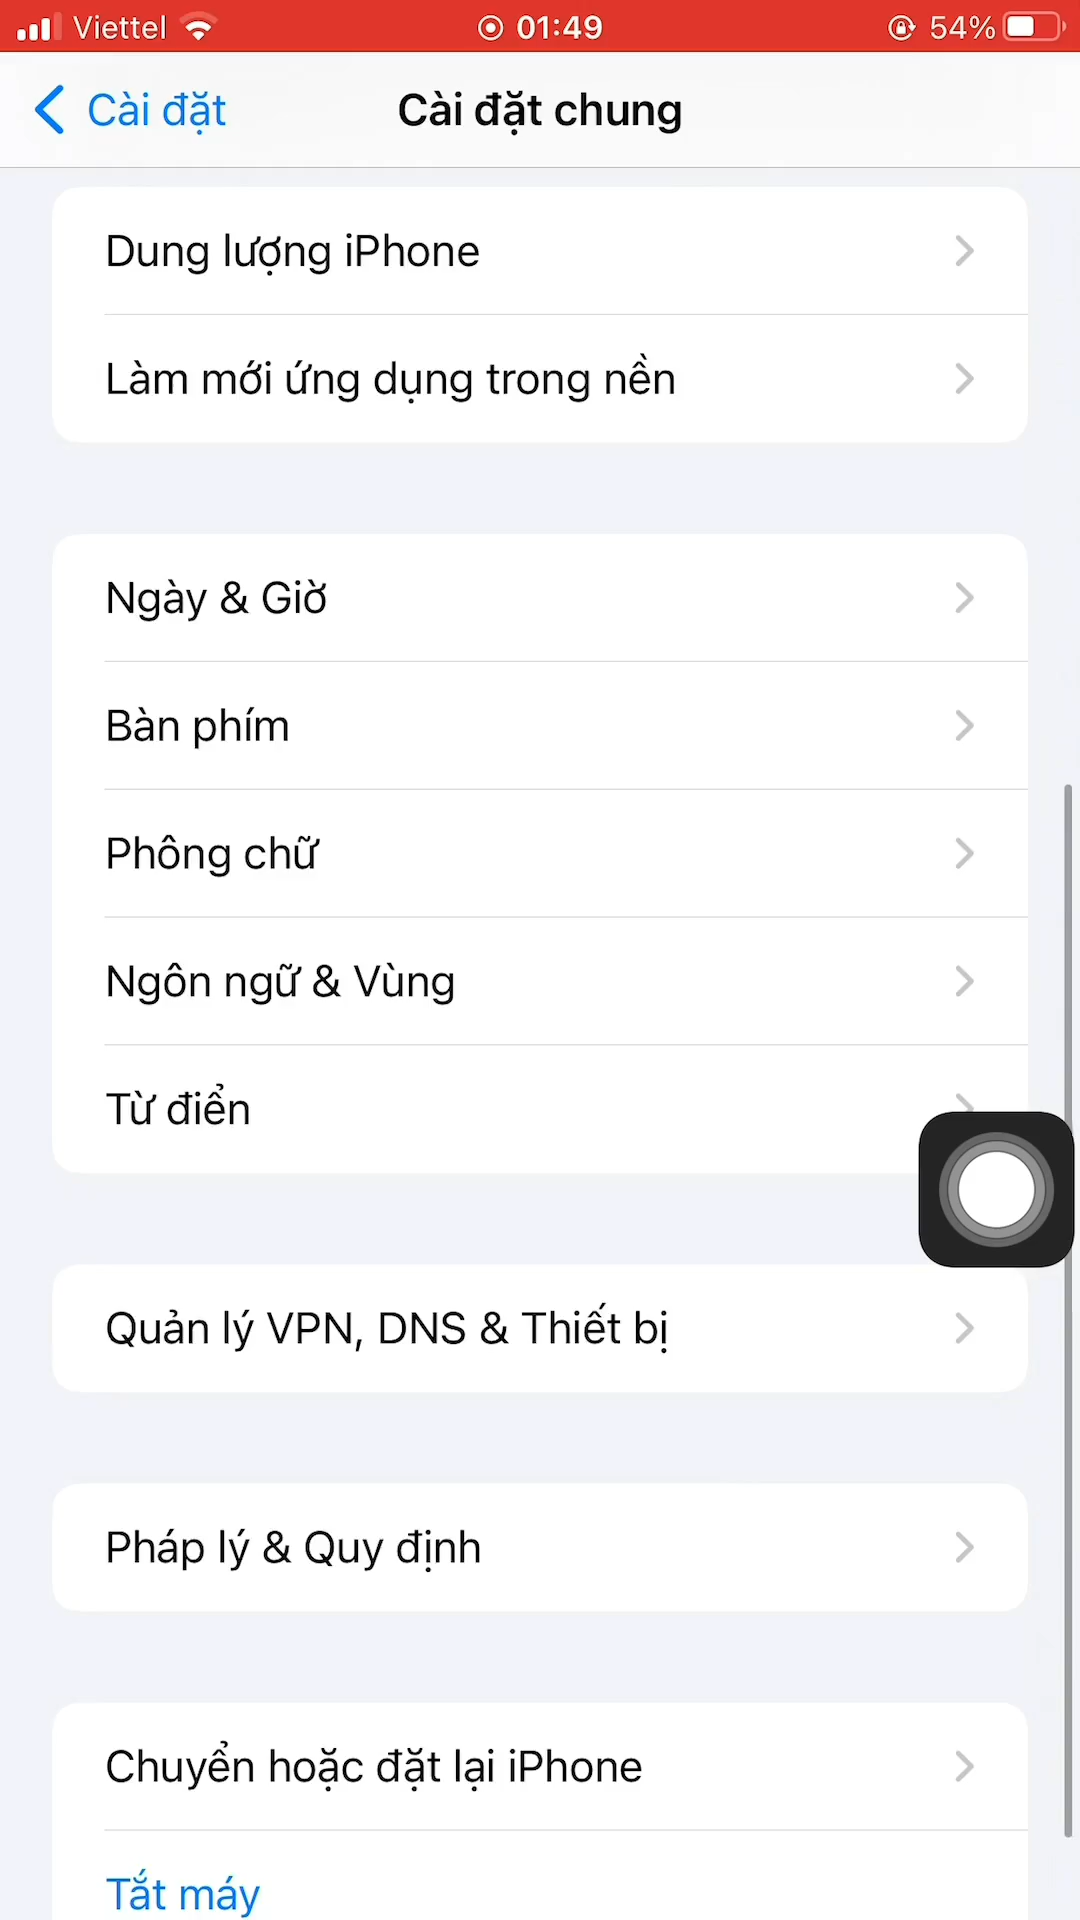 Viettel 01:49 54%
Cài đặt Cài đặt chung
Dung lượng iPhone
Làm mới ứng dụng trong nền
Ngày & Giờ
Bàn phím
Phông chữ
Ngôn ngữ & Vùng
Từ điển
Quản lý VPN, DNS & Thiết bị
Pháp lý & Quy định
Chuyển hoặc đặt lại iPhone
Tắt máy